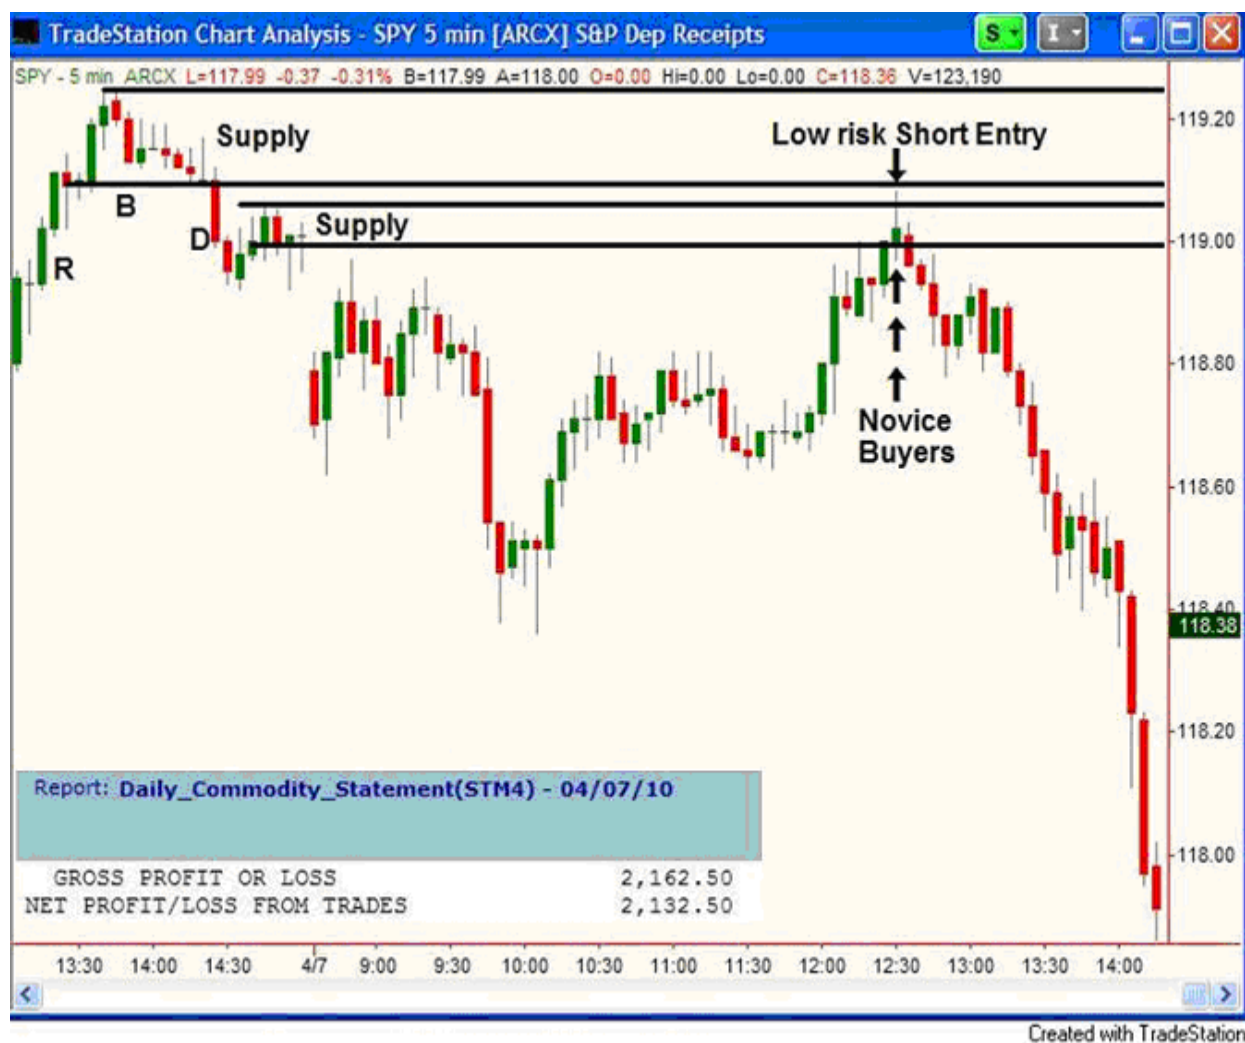 TradeStation Chart Analysis - SPY 5 min [ARCX] S&P Dep Receipts
S
I
SPY - 5 min ARCX L=117.99 -0.37 -0.31% B=117.99 A=118.00 O=0.00 Hi=0.00 Lo=0.00 C=118.36 V=123,190
119.20
Supply
Low risk Short Entry
B
Supply
D
119.00
R
118.80
Novice
Buyers
118.60
118.40
118.38
118.20
Report: Daily_Commodity_Statement(STM4) - 04/07/10
118.00
GROSS PROFIT OR LOSS 2,162.50
NET PROFIT/LOSS FROM TRADES 2,132.50
13:30 14:00 14:30 4/7 9:00 9:30 10:00 10:30 11:00 11:30 12:00 12:30 13:00 13:30 14:00
Created with TradeStation